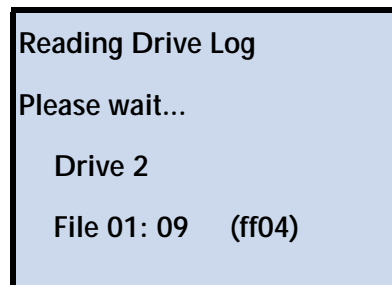 Reading Drive Log
Please wait...
Drive 2
File 01: 09 (ff04)